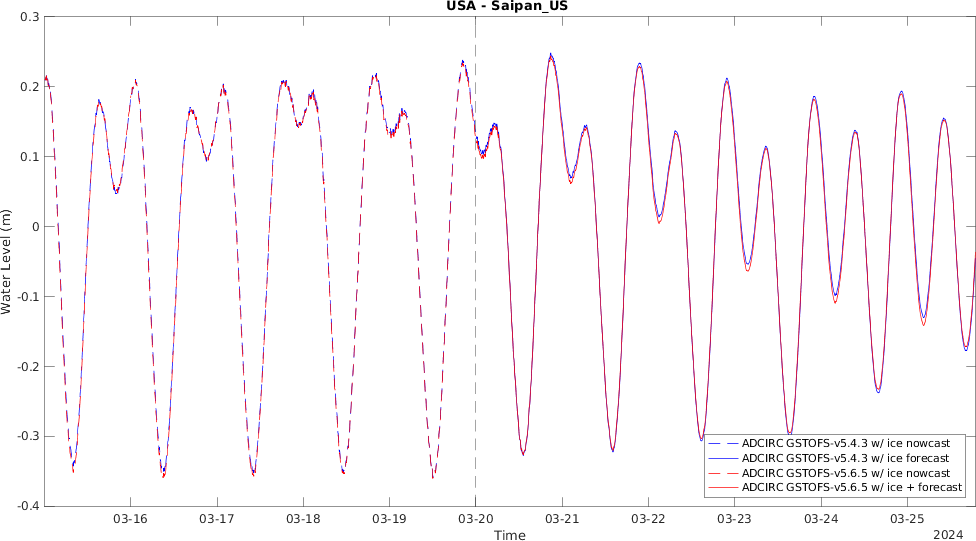 USA - Saipan_US
0.3
0.2
0.1
0
-0.1
-0.2
-0.3
-0.4
Water Level (m)
ADCIRC GSTOFS-v5.4.3 w/ ice nowcast
ADCIRC GSTOFS-v5.4.3 w/ ice forecast
ADCIRC GSTOFS-v5.6.5 w/ ice nowcast
ADCIRC GSTOFS-v5.6.5 w/ ice + forecast
03-16
03-17
03-18
03-19
03-20
03-21
03-22
03-23
03-24
03-25
Time
2024